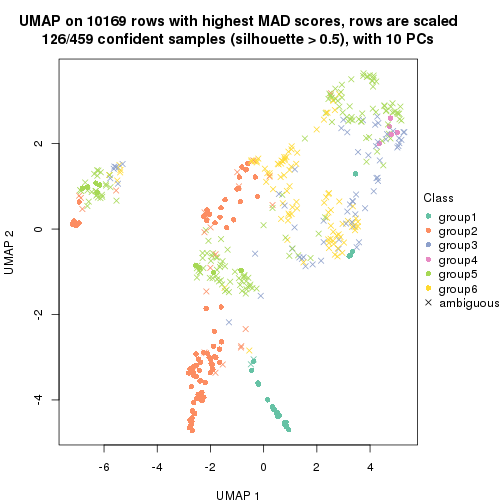 UMAP on 10169 rows with highest MAD scores, rows are scaled
126/459 confident samples (silhouette > 0.5), with 10 PCs
Class
group1
group2
group3
group4
group5
group6
ambiguous
UMAP 2
2
0
-2
-4
-6
-4
-2
0
2
4
UMAP 1